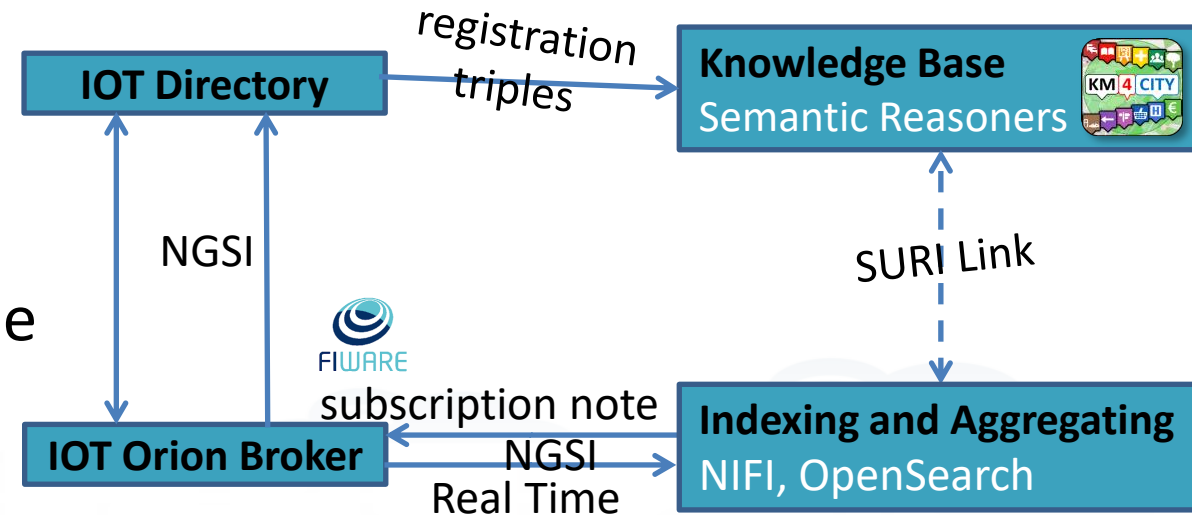 registration
triples
IOT Directory
Knowledge Base
Semantic Reasoners
KM 4 CITY
H €
NGSI
SURI Link
e
FIWARE
subscription note
IOT Orion Broker
NGSI
Real Time
Indexing and Aggregating
NIFI, OpenSearch